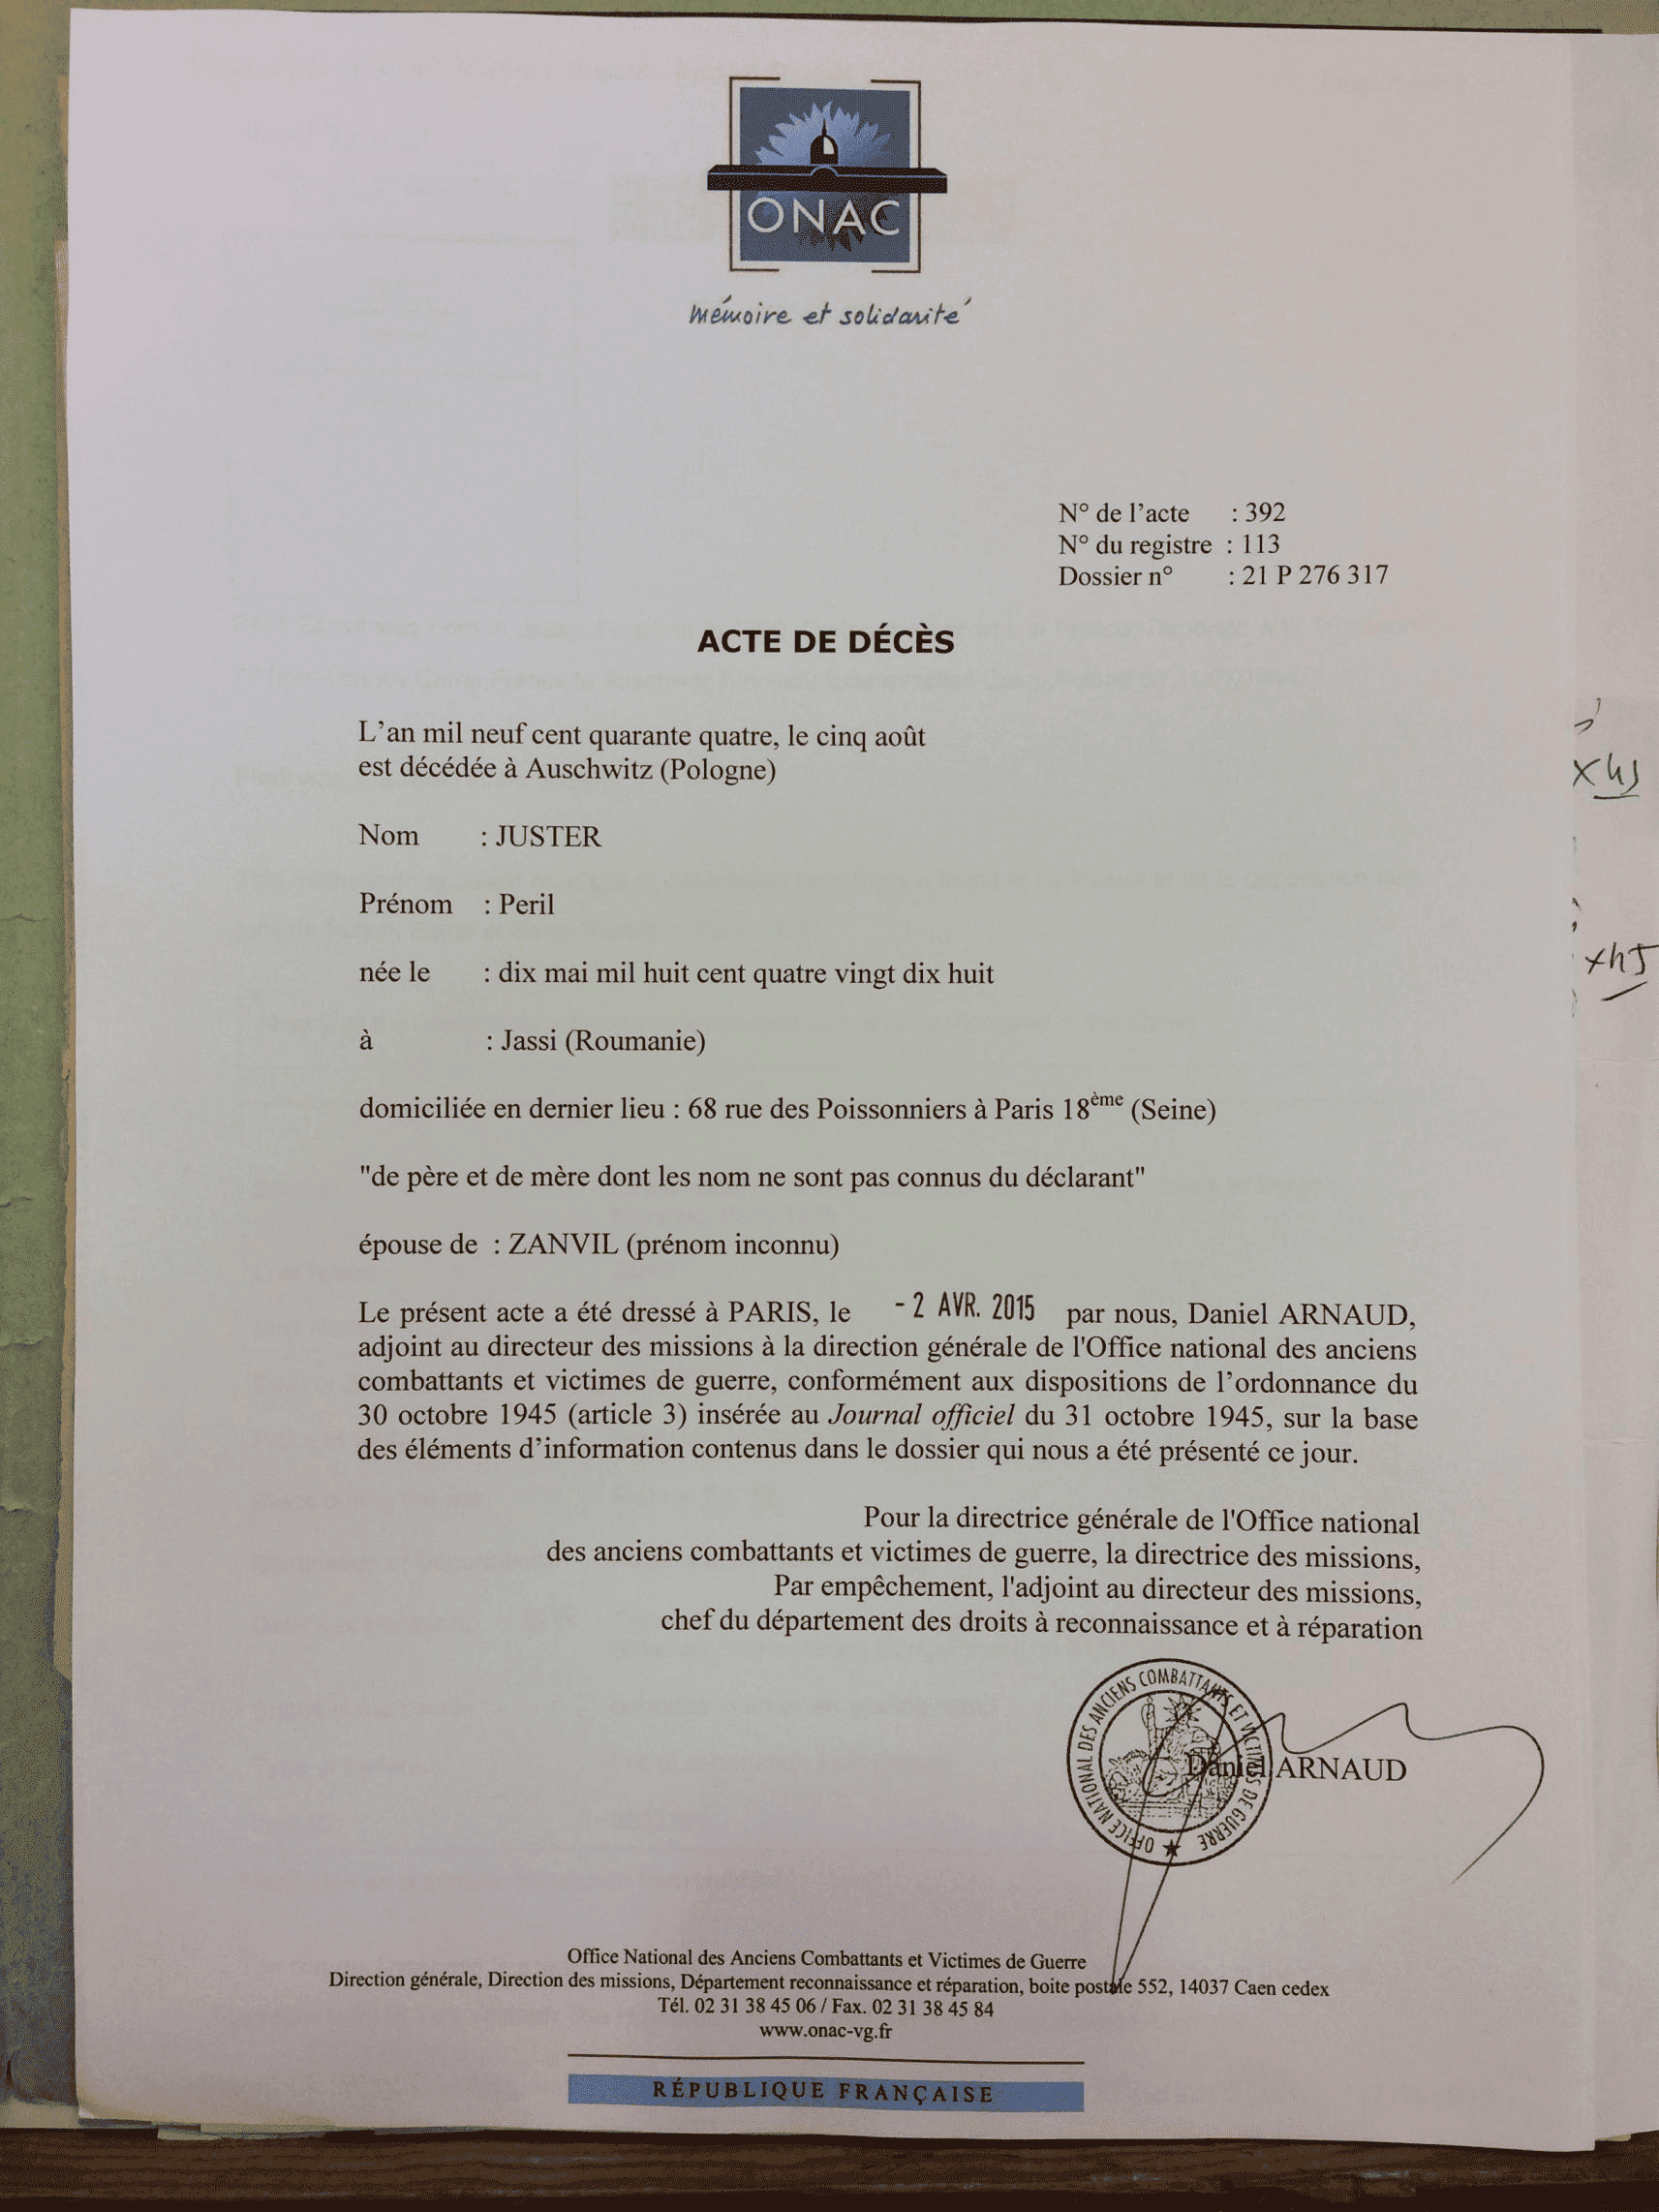 ONAC
mémoire et solidarité
N° de l'acte : 392
N° du registre : 113
Dossier n° : 21 P 276 317
ACTE DE DÉCÈS
L'an mil neuf cent quarante quatre, le cinq août
est décédée à Auschwitz (Pologne)
Nom : JUSTER
Prénom : Peril
née le : dix mai mil huit cent quatre vingt dix huit
à : Jassi (Roumanie)
domiciliée en dernier lieu : 68 rue des Poissonniers à Paris 18ème (Seine)
"de père et de mère dont les nom ne sont pas connus du déclarant"
épouse de : ZANVIL (prénom inconnu)
Le présent acte a été dressé à PARIS, le - 2 AVR. 2015 par nous, Daniel ARNAUD,
adjoint au directeur des missions à la direction générale de l'Office national des anciens
combattants et victimes de guerre, conformément aux dispositions de l'ordonnance du
30 octobre 1945 (article 3) insérée au Journal officiel du 31 octobre 1945, sur la base
des éléments d'information contenus dans le dossier qui nous a été présenté ce jour.
Pour la directrice générale de l'Office national
des anciens combattants et victimes de guerre, la directrice des missions,
Par empêchement, l'adjoint au directeur des missions,
chef du département des droits à reconnaissance et à réparation
OFFICE NATIONAL DES ANCIENS COMBATTANTS ET VICTIMES DE GUERRE
Daniel ARNAUD
Office National des Anciens Combattants et Victimes de Guerre
Direction générale, Direction des missions, Département reconnaissance et réparation, boite postale 552, 14037 Caen cedex
Tél. 02 31 38 45 06 / Fax. 02 31 38 45 84
www.onac-vg.fr
RÉPUBLIQUE FRANÇAISE